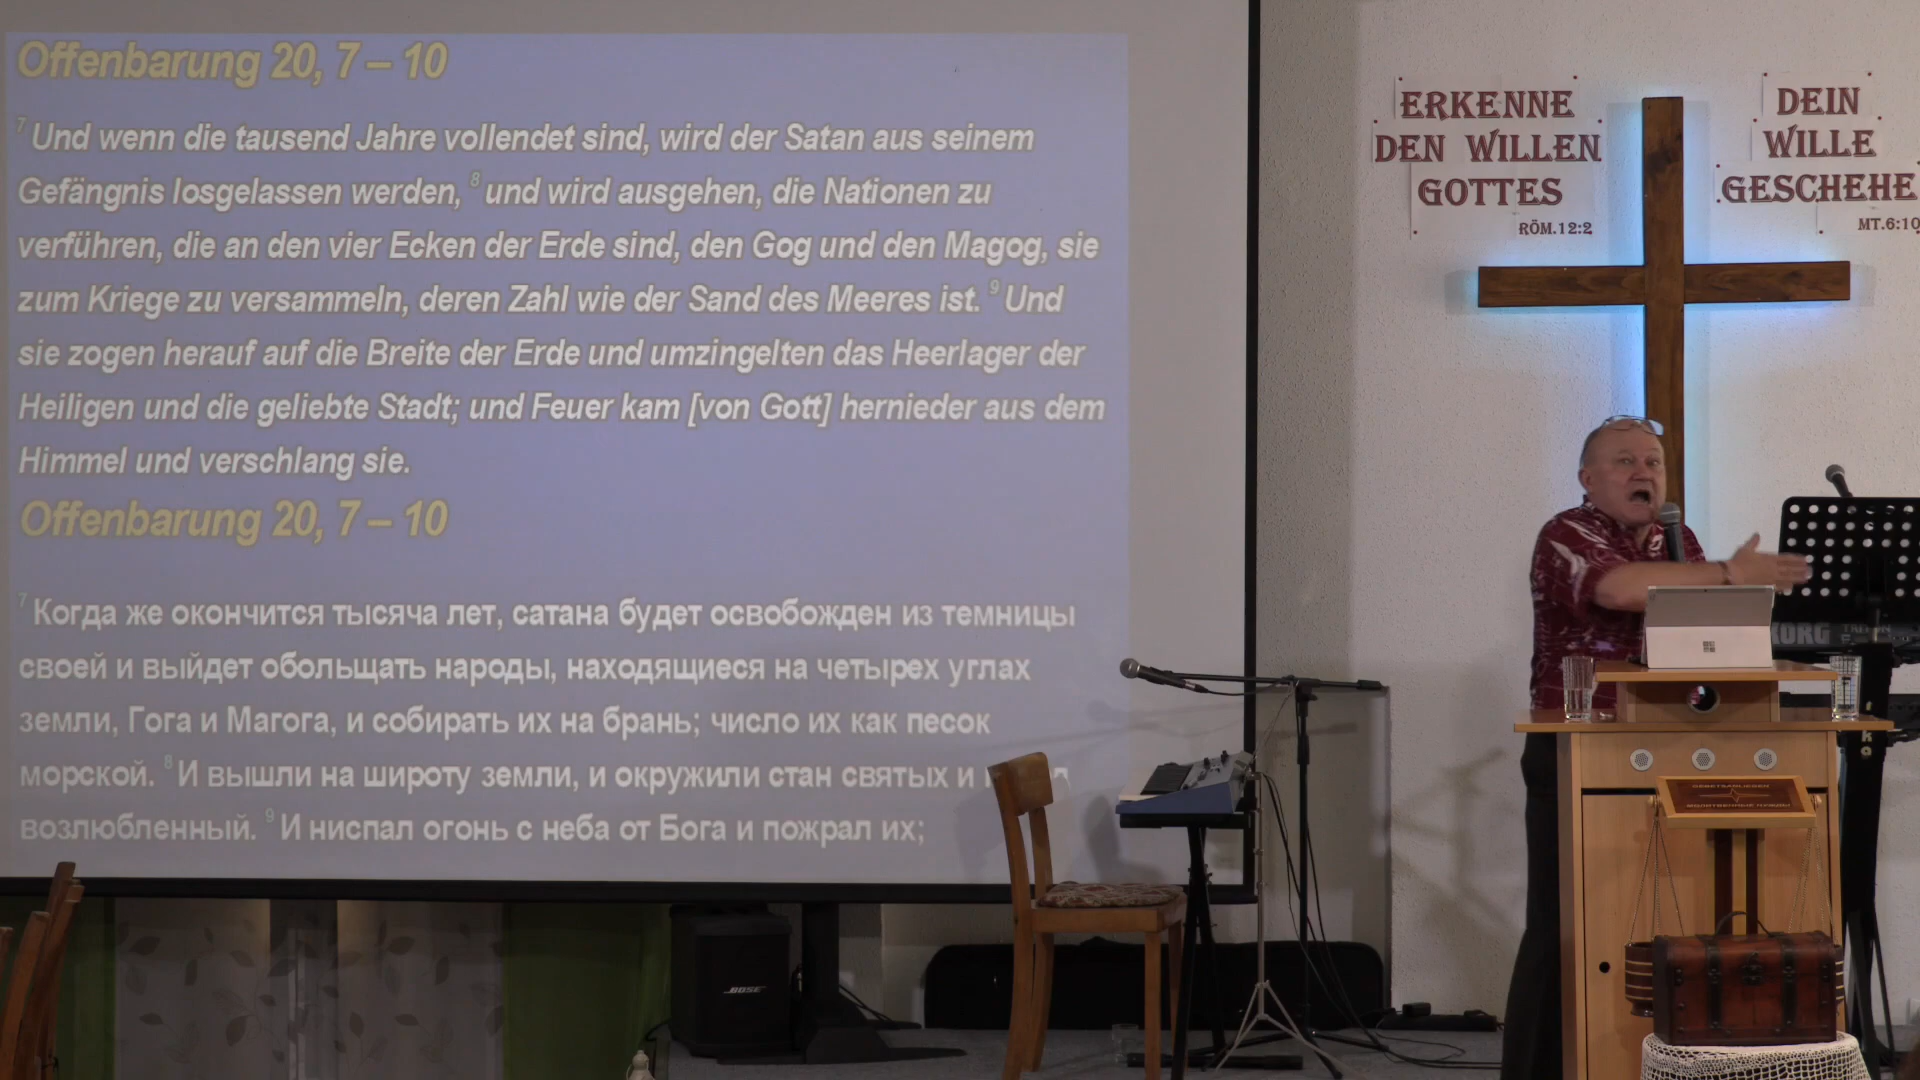 Offenbarung 20, 7 – 10
7 Und wenn die tausend Jahre vollendet sind, wird der Satan aus seinem
Gefängnis losgelassen werden, 8 und wird ausgehen, die Nationen zu
verführen, die an den vier Ecken der Erde sind, den Gog und den Magog, sie
zum Kriege zu versammeln, deren Zahl wie der Sand des Meeres ist. 9 Und
sie zogen herauf auf die Breite der Erde und umzingelten das Heerlager der
Heiligen und die geliebte Stadt; und Feuer kam [von Gott] hernieder aus dem
Himmel und verschlang sie.
Offenbarung 20, 7 – 10
7 Когда же окончится тысяча лет, сатана будет освобожден из темницы
своей и выйдет обольщать народы, находящиеся на четырех углах
земли, Гога и Магога, и собирать их на брань; число их как песок
морской. 8 И вышли на широту земли, и окружили стан святых и
возлюбленный. 9 И ниспал огонь с неба от Бога и пожрал их;
ERKENNE
DEN WILLEN
GOTTES
RÖM.12:2
DEIN
WILLE
GESCHEHE
MT.6:10
KORG
BOSE
GEBETSANLIEGEN
МОЛИТВЕННЫЕ НУЖДЫ